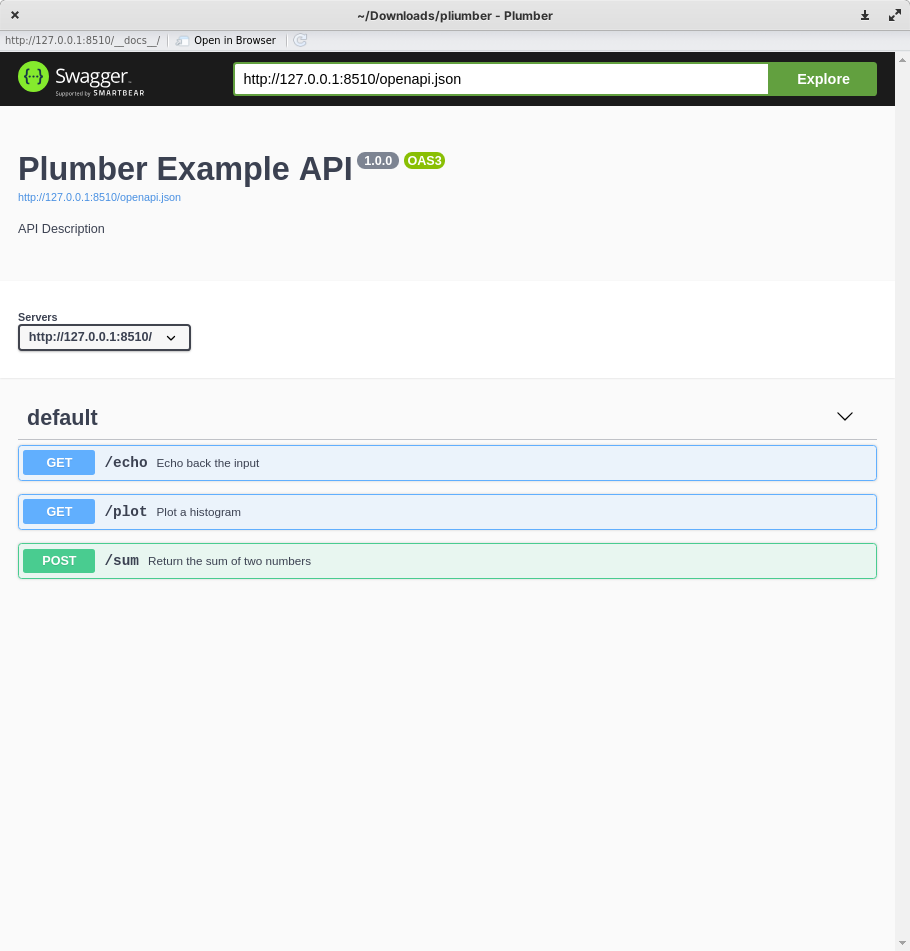 ~/Downloads/pliumber - Plumber
http://127.0.0.1:8510/__docs__/ Open in Browser
{···} Swagger™ http://127.0.0.1:8510/openapi.json Explore
Supported by SMARTBEAR
Plumber Example API 1.0.0 OAS3
http://127.0.0.1:8510/openapi.json
API Description
Servers
http://127.0.0.1:8510/
default
GET /echo Echo back the input
GET /plot Plot a histogram
POST /sum Return the sum of two numbers